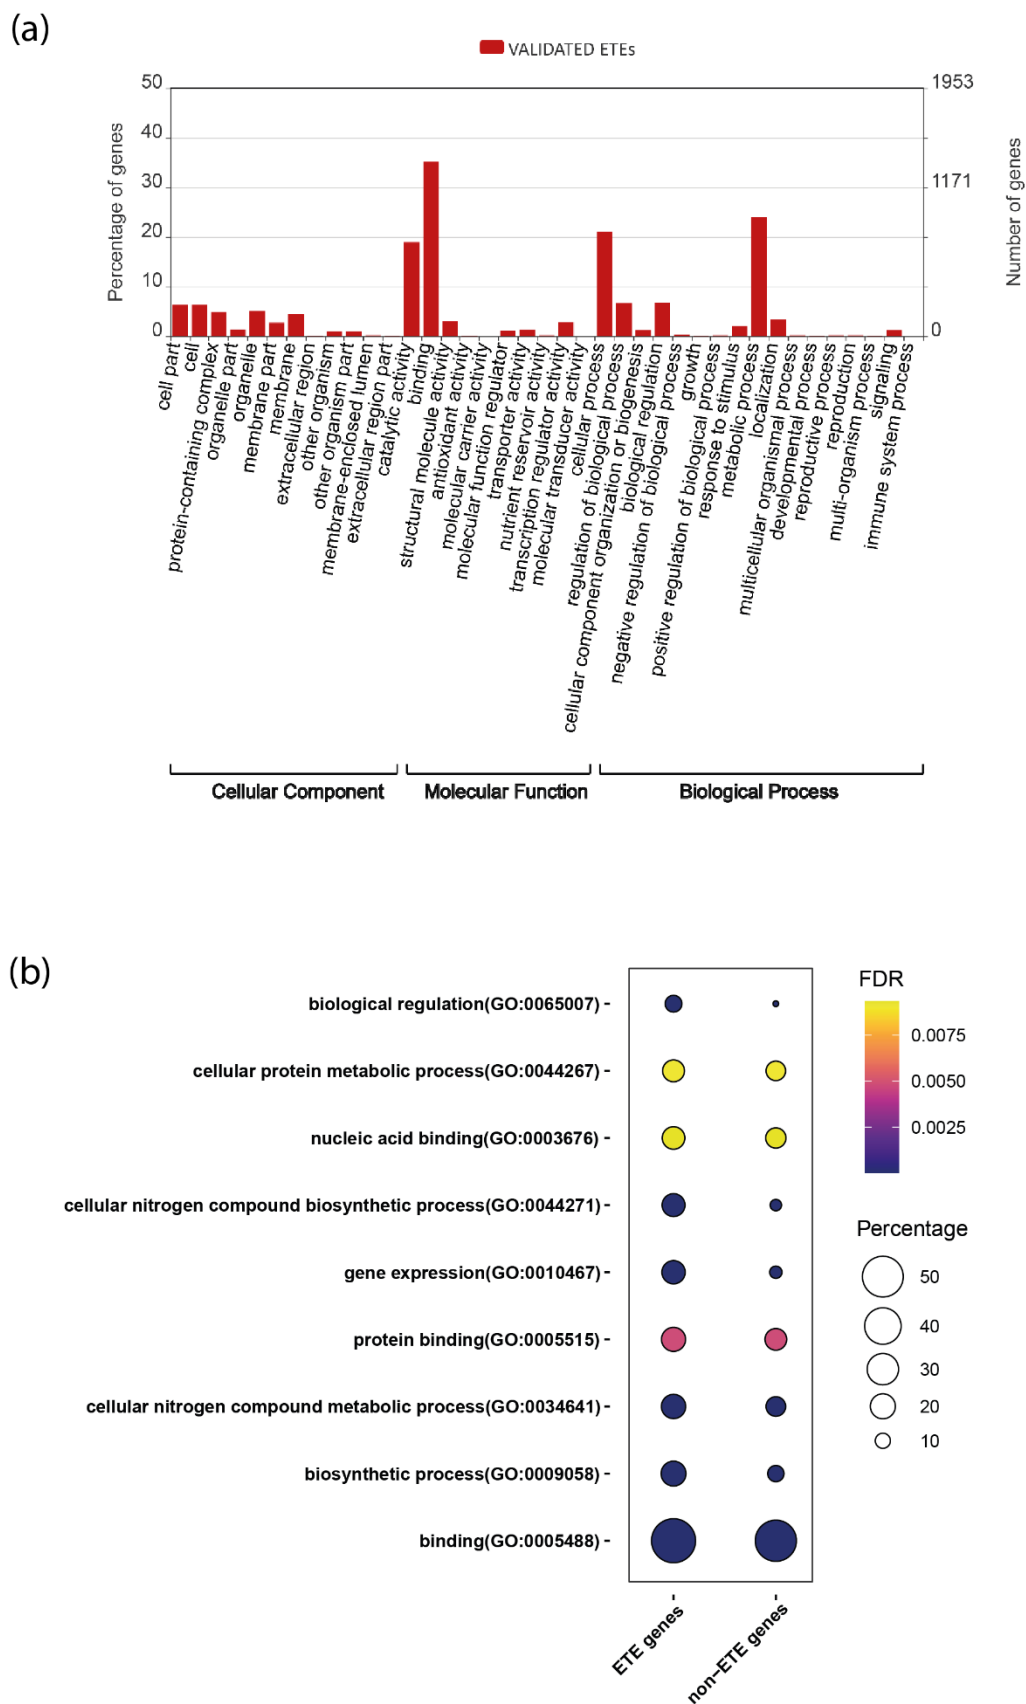 (a)
VALIDATED ETEs
Percentage of genes
50
40
30
20
10
0
1953
1171
0
Number of genes
cell part
cell
protein-containing complex
organelle part
organelle
membrane part
membrane
extracellular region
other organism
other organism part
membrane-enclosed lumen
extracellular region part
catalytic activity
binding
structural molecule activity
antioxidant activity
molecular carrier activity
molecular function regulator
transporter activity
nutrient reservoir activity
transcription regulator activity
molecular transducer activity
cellular process
regulation of biological process
cellular component organization or biogenesis
biological regulation
negative regulation of biological process
growth
positive regulation of biological process
response to stimulus
metabolic process
localization
multicellular organismal process
developmental process
reproductive process
reproduction
multi-organism process
signaling
immune system process
Cellular Component
Molecular Function
Biological Process
(b)
biological regulation(GO:0065007)
cellular protein metabolic process(GO:0044267)
nucleic acid binding(GO:0003676)
cellular nitrogen compound biosynthetic process(GO:0044271)
gene expression(GO:0010467)
protein binding(GO:0005515)
cellular nitrogen compound metabolic process(GO:0034641)
biosynthetic process(GO:0009058)
binding(GO:0005488)
ETE genes
non-ETE genes
FDR
0.0075
0.0050
0.0025
Percentage
50
40
30
20
10